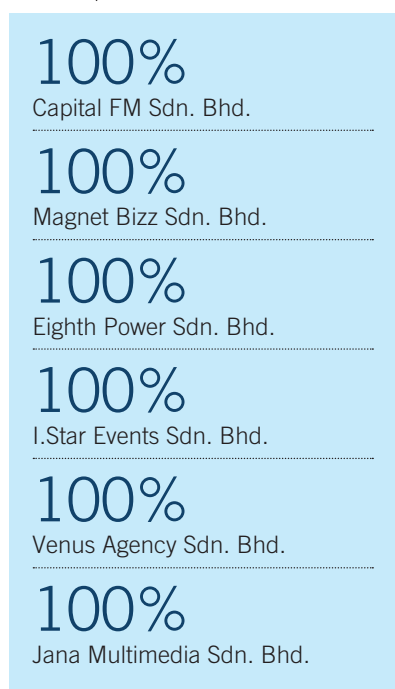 100%
Capital FM Sdn. Bhd.
100%
Magnet Bizz Sdn. Bhd.
100%
Eighth Power Sdn. Bhd.
100%
I.Star Events Sdn. Bhd.
100%
Venus Agency Sdn. Bhd.
100%
Jana Multimedia Sdn. Bhd.